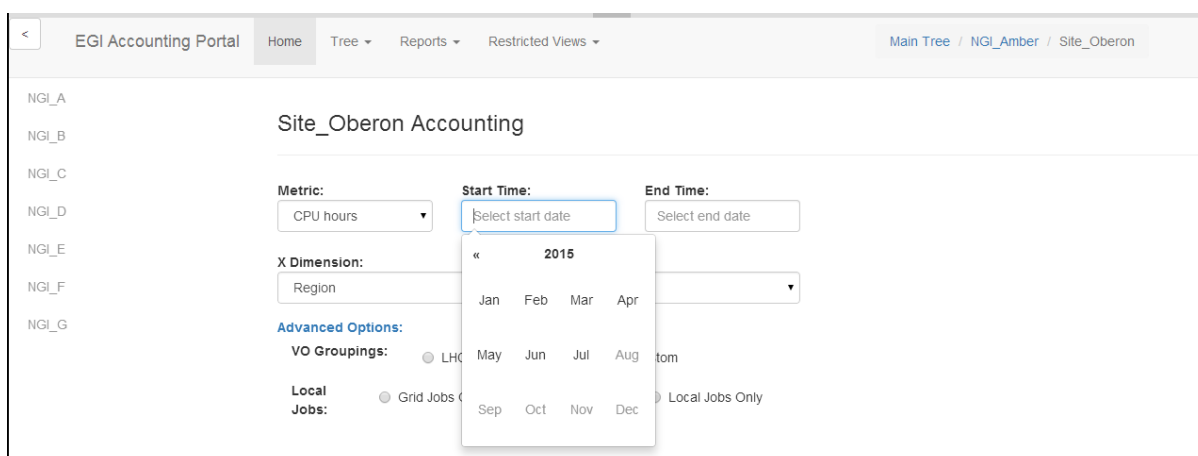 <
EGI Accounting Portal Home Tree Reports Restricted Views Main Tree / NGI_Amber / Site_Oberon
NGI_A
NGI_B
NGI_C
NGI_D
NGI_E
NGI_F
NGI_G
Site_Oberon Accounting
Metric: Start Time: End Time:
CPU hours Select start date Select end date
« 2015
Jan Feb Mar Apr
May Jun Jul Aug
Sep Oct Nov Dec
X Dimension:
Region
Advanced Options:
VO Groupings: tom
Local Jobs: Grid Jobs Local Jobs Only